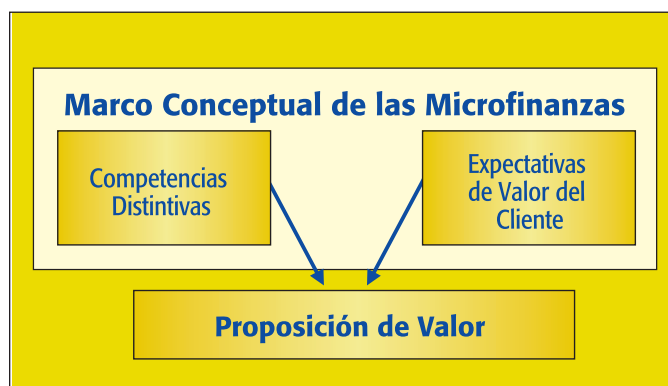 Marco Conceptual de las Microfinanzas
Competencias
Distintivas
Expectativas
de Valor del
Cliente
Proposición de Valor